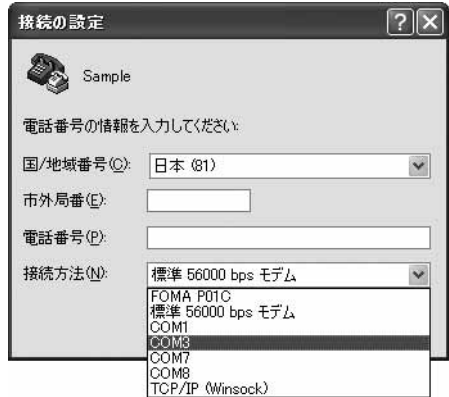 接続の設定
Sample
電話番号の情報を入力してください:
国/地域番号(C): 日本 (81)
市外局番(E):
電話番号(P):
接続方法(N): 標準 56000 bps モデム
FOMA P01C
標準 56000 bps モデム
COM1
COM3
COM7
COM8
TCP/IP (Winsock)